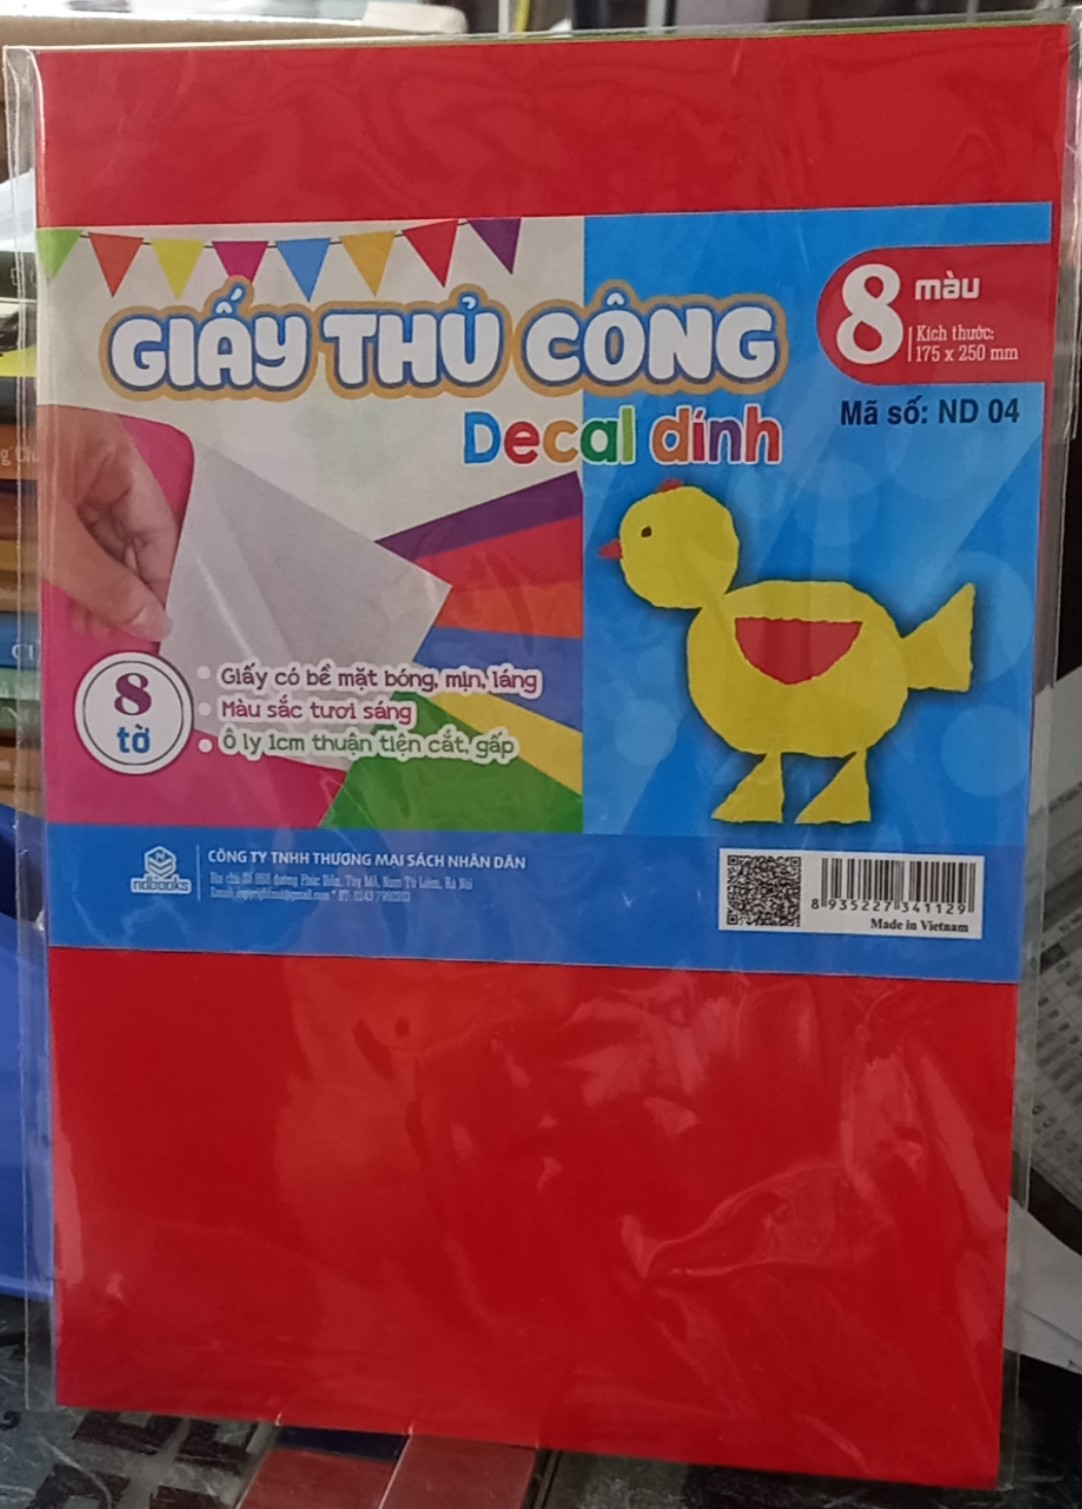 GIẤY THỦ CÔNG
Decal dính
8 màu
Kích thước:
175 x 250 mm
Mã số: ND 04
8
tờ
Giấy có bề mặt bóng, mịn, láng
Màu sắc tươi sáng
Ô ly 1cm thuận tiện cắt, gấp
ndbooks
CÔNG TY TNHH THƯƠNG MẠI SÁCH NHÂN DÂN
8 935227 341129
Made in Vietnam